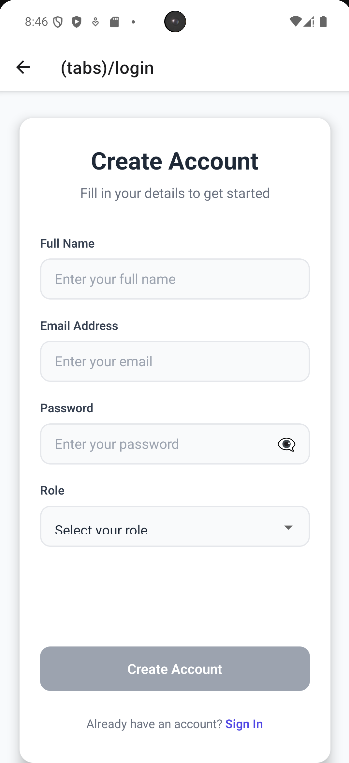 8:46
(tabs)/login
Create Account
Fill in your details to get started
Full Name
Enter your full name
Email Address
Enter your email
Password
Enter your password
Role
Select your role
Create Account
Already have an account? Sign In